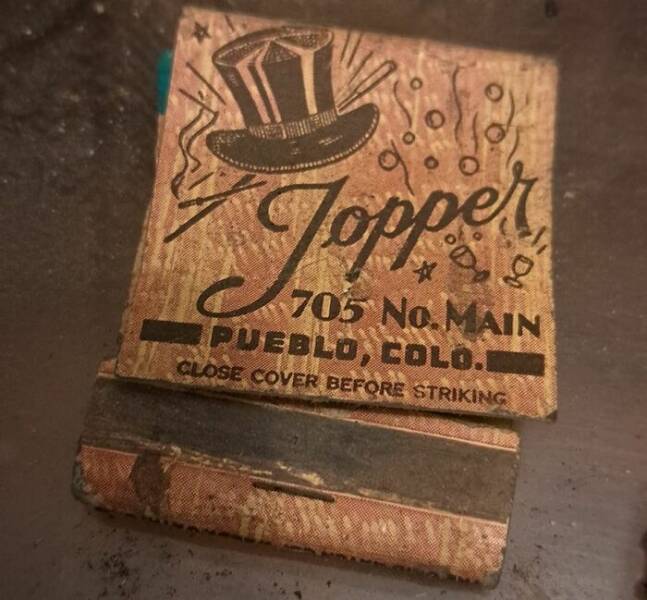 Topper
705 No. MAIN
PUEBLO, COLO.
CLOSE COVER BEFORE STRIKING